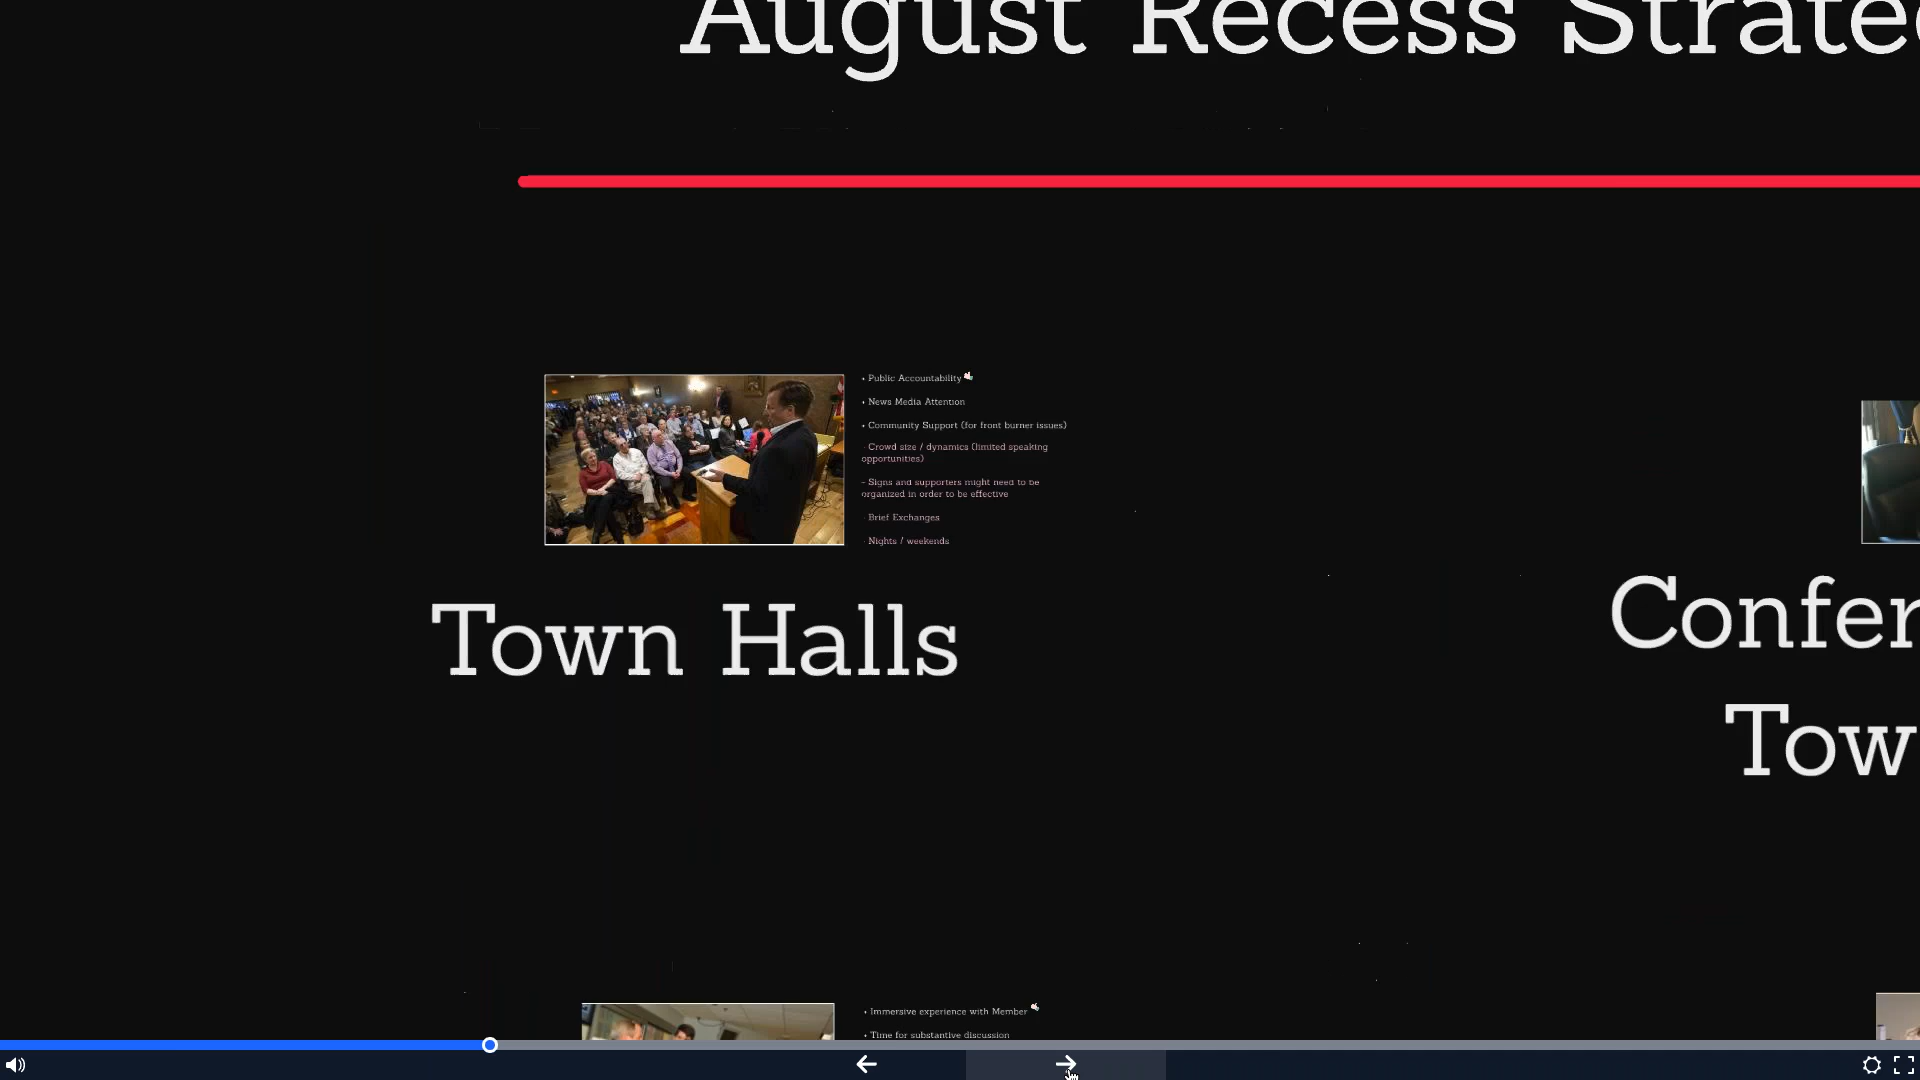 August Recess Strate
• Public Accountability
• News Media Attention
• Community Support (for front burner issues)
- Crowd size / dynamics (limited speaking
opportunities)
- Signs and supporters might need to be
organized in order to be effective
- Brief Exchanges
- Nights / weekends
Town Halls
Confer
Tow
• Immersive experience with Member
• Time for substantive discussion